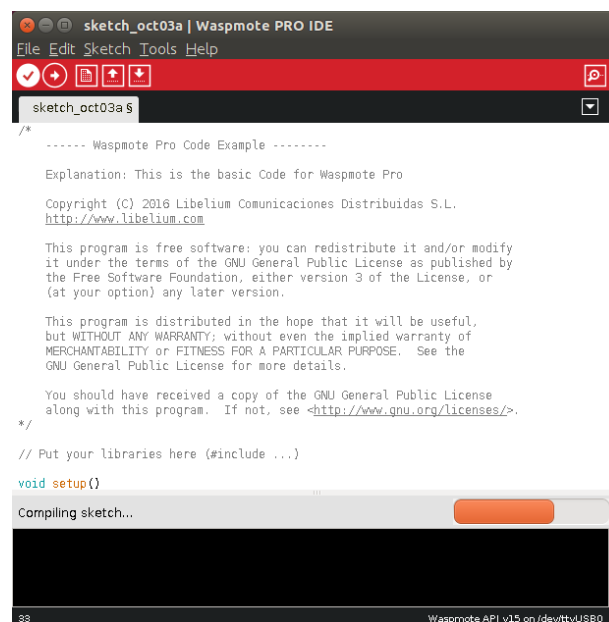 sketch_oct03a | Waspmote PRO IDE
File Edit Sketch Tools Help
sketch_oct03a §
/*
------ Waspmote Pro Code Example --------
Explanation: This is the basic Code for Waspmote Pro
Copyright (C) 2016 Libelium Comunicaciones Distribuidas S.L.
http://www.libelium.com
This program is free software: you can redistribute it and/or modify
it under the terms of the GNU General Public License as published by
the Free Software Foundation, either version 3 of the License, or
(at your option) any later version.
This program is distributed in the hope that it will be useful,
but WITHOUT ANY WARRANTY; without even the implied warranty of
MERCHANTABILITY or FITNESS FOR A PARTICULAR PURPOSE.  See the
GNU General Public License for more details.
You should have received a copy of the GNU General Public License
along with this program.  If not, see <http://www.gnu.org/licenses/>.
*/
// Put your libraries here (#include ...)
void setup()
Compiling sketch...
33
Waspmote API v15 on /dev/ttyUSB0